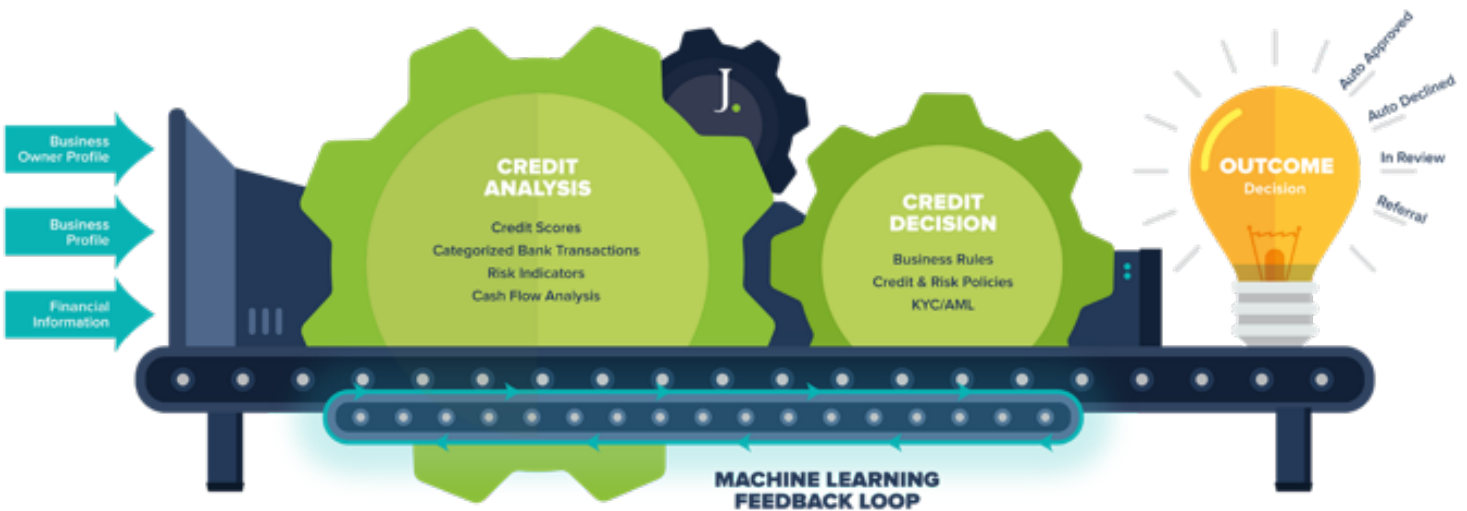 Business
Owner Profile
Business
Profile
Financial
Information
CREDIT
ANALYSIS
Credit Scores
Categorized Bank Transactions
Risk Indicators
Cash Flow Analysis
J.
CREDIT
DECISION
Business Rules
Credit & Risk Policies
KYC/AML
OUTCOME
Decision
Auto Approved
Auto Declined
In Review
Referral
MACHINE LEARNING
FEEDBACK LOOP